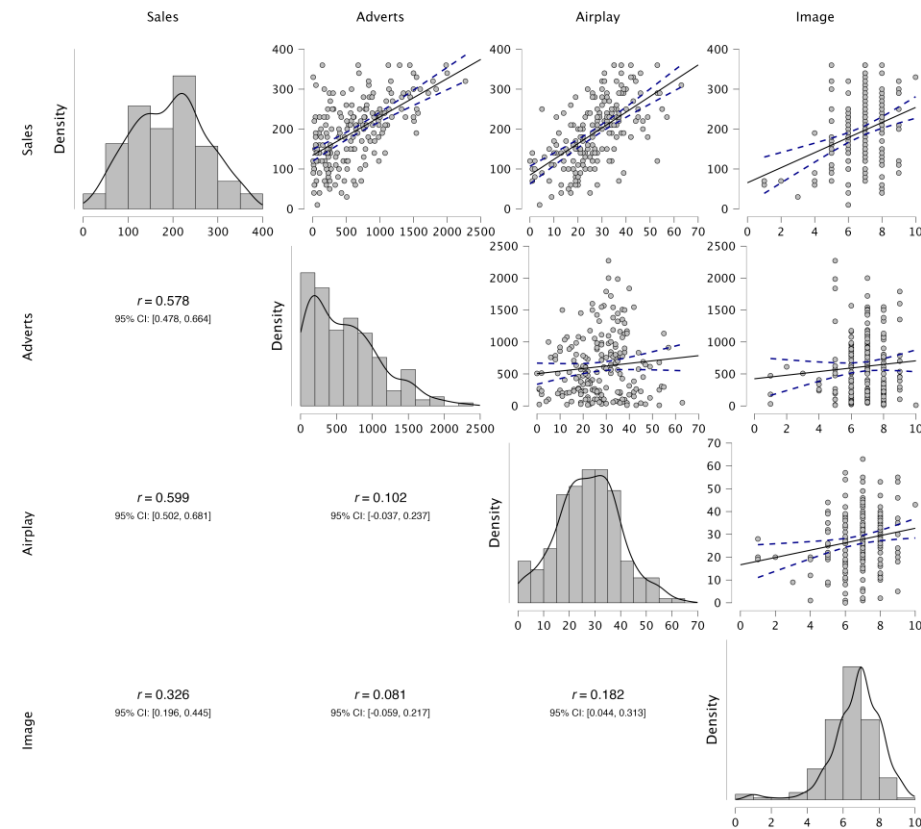 Sales Adverts Airplay Image
Sales
Density
400
300
200
100
0
400
300
200
100
0
400
300
200
100
0
0 100 200 300 400
0 500 1000 1500 2000 2500
0 10 20 30 40 50 60 70
0 2 4 6 8 10
Adverts
r = 0.578
95% CI: [0.478, 0.664]
Density
2500
2000
1500
1000
500
0
2500
2000
1500
1000
500
0
0 500 1000 1500 2000 2500
0 10 20 30 40 50 60 70
0 2 4 6 8 10
Airplay
r = 0.599
95% CI: [0.502, 0.681]
r = 0.102
95% CI: [-0.037, 0.237]
Density
70
60
50
40
30
20
10
0
0 10 20 30 40 50 60 70
0 2 4 6 8 10
Image
r = 0.326
95% CI: [0.196, 0.445]
r = 0.081
95% CI: [-0.059, 0.217]
r = 0.182
95% CI: [0.044, 0.313]
Density
0 2 4 6 8 10